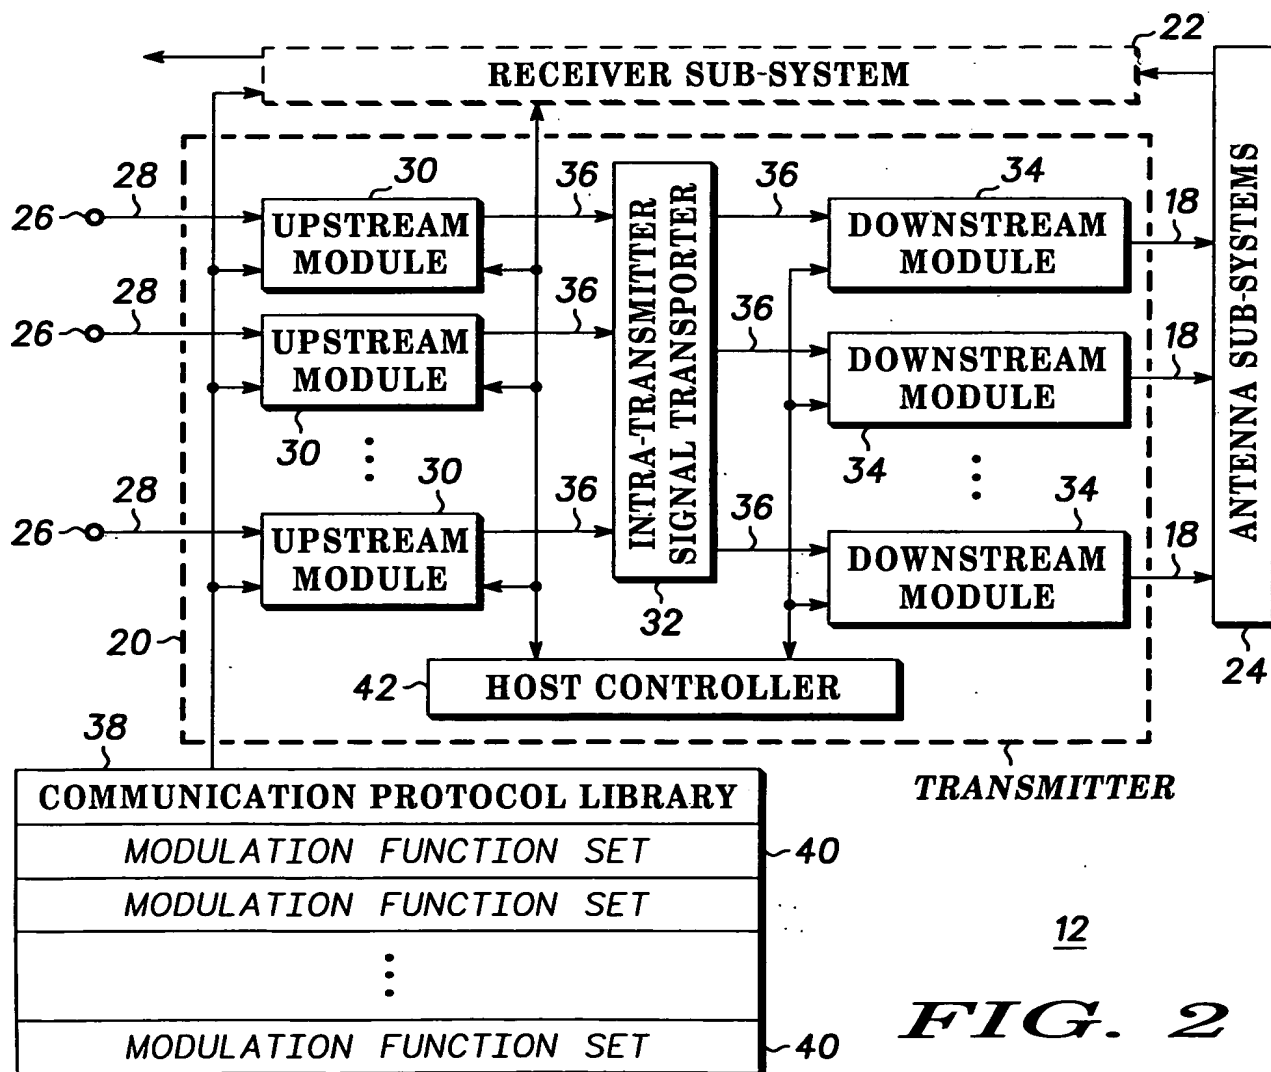 22
RECEIVER SUB-SYSTEM
28
30
36
36
34
18
26
UPSTREAM
MODULE
DOWNSTREAM
MODULE
28
36
36
18
26
UPSTREAM
MODULE
DOWNSTREAM
MODULE
30
34
INTRA-TRANSMITTER
SIGNAL TRANSPORTER
ANTENNA SUB-SYSTEMS
28
30
36
36
34
18
26
UPSTREAM
MODULE
DOWNSTREAM
MODULE
32
20
24
42
HOST CONTROLLER
38
TRANSMITTER
COMMUNICATION PROTOCOL LIBRARY
MODULATION FUNCTION SET
40
MODULATION FUNCTION SET
12
MODULATION FUNCTION SET
40
FIG. 2